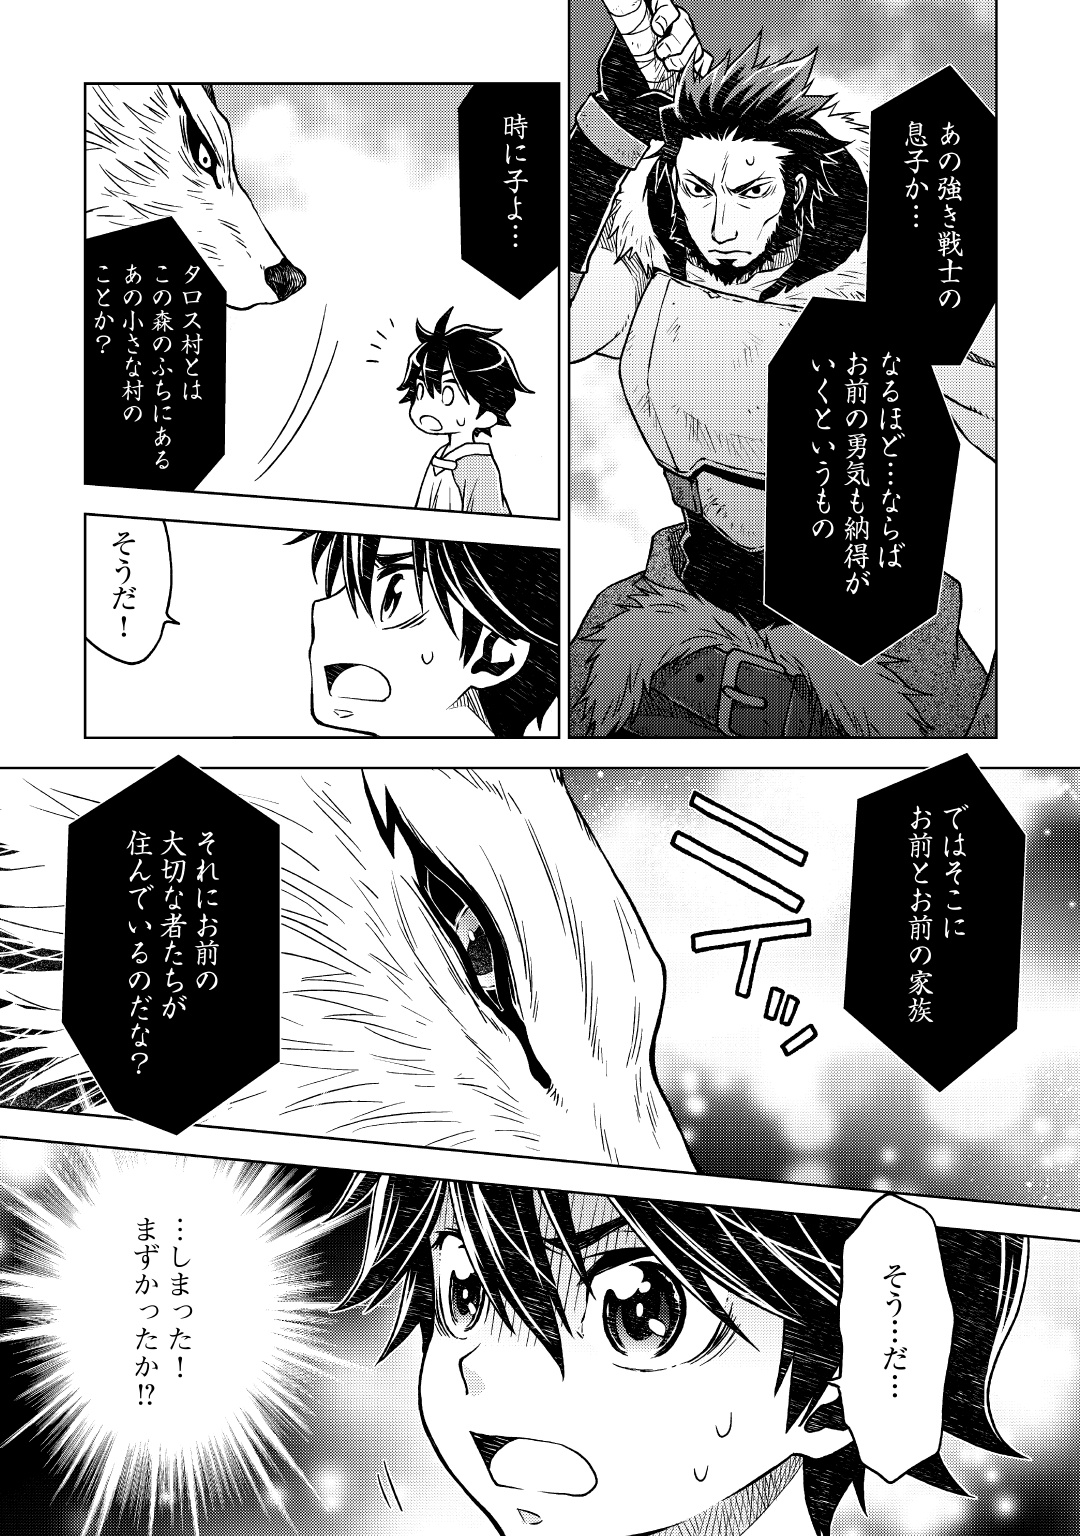 あの強き戦士の
息子か…
なるほど…ならば
お前の勇気も納得が
いくというもの
時に子よ…
タロス村とは
この森のふちにある
あの小さな村の
ことか？
そうだ！
ではそこに
お前とお前の家族
ニイッ
それにお前の
大切な者たちが
住んでいるのだな？
そう…だ…
…しまった！
まずかったか!?